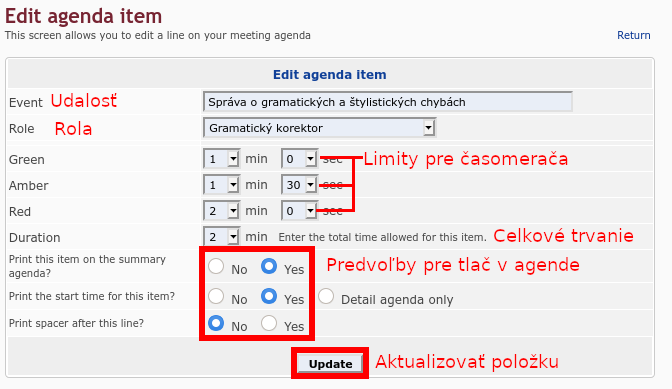 Edit agenda item
This screen allows you to edit a line on your meeting agenda Return
Edit agenda item
Event Udalosť Správa o gramatických a štylistických chybách
Role Rola Gramatický korektor
Green 1 min 0 sec Limity pre časomerača
Amber 1 min 30 sec
Red 2 min 0 sec
Duration 2 min Enter the total time allowed for this item. Celkové trvanie
Print this item on the summary
agenda? No Yes Predvoľby pre tlač v agende
Print the start time for this item? No Yes Detail agenda only
Print spacer after this line? No Yes
Update Aktualizovať položku